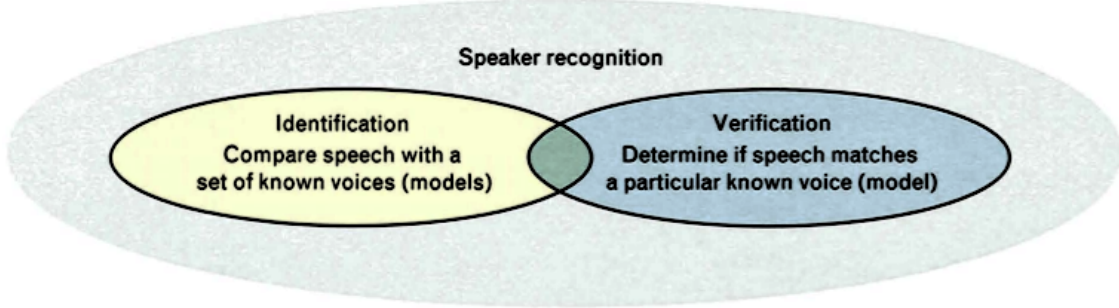 Speaker recognition
Identification
Compare speech with a
set of known voices (models)
Verification
Determine if speech matches
a particular known voice (model)